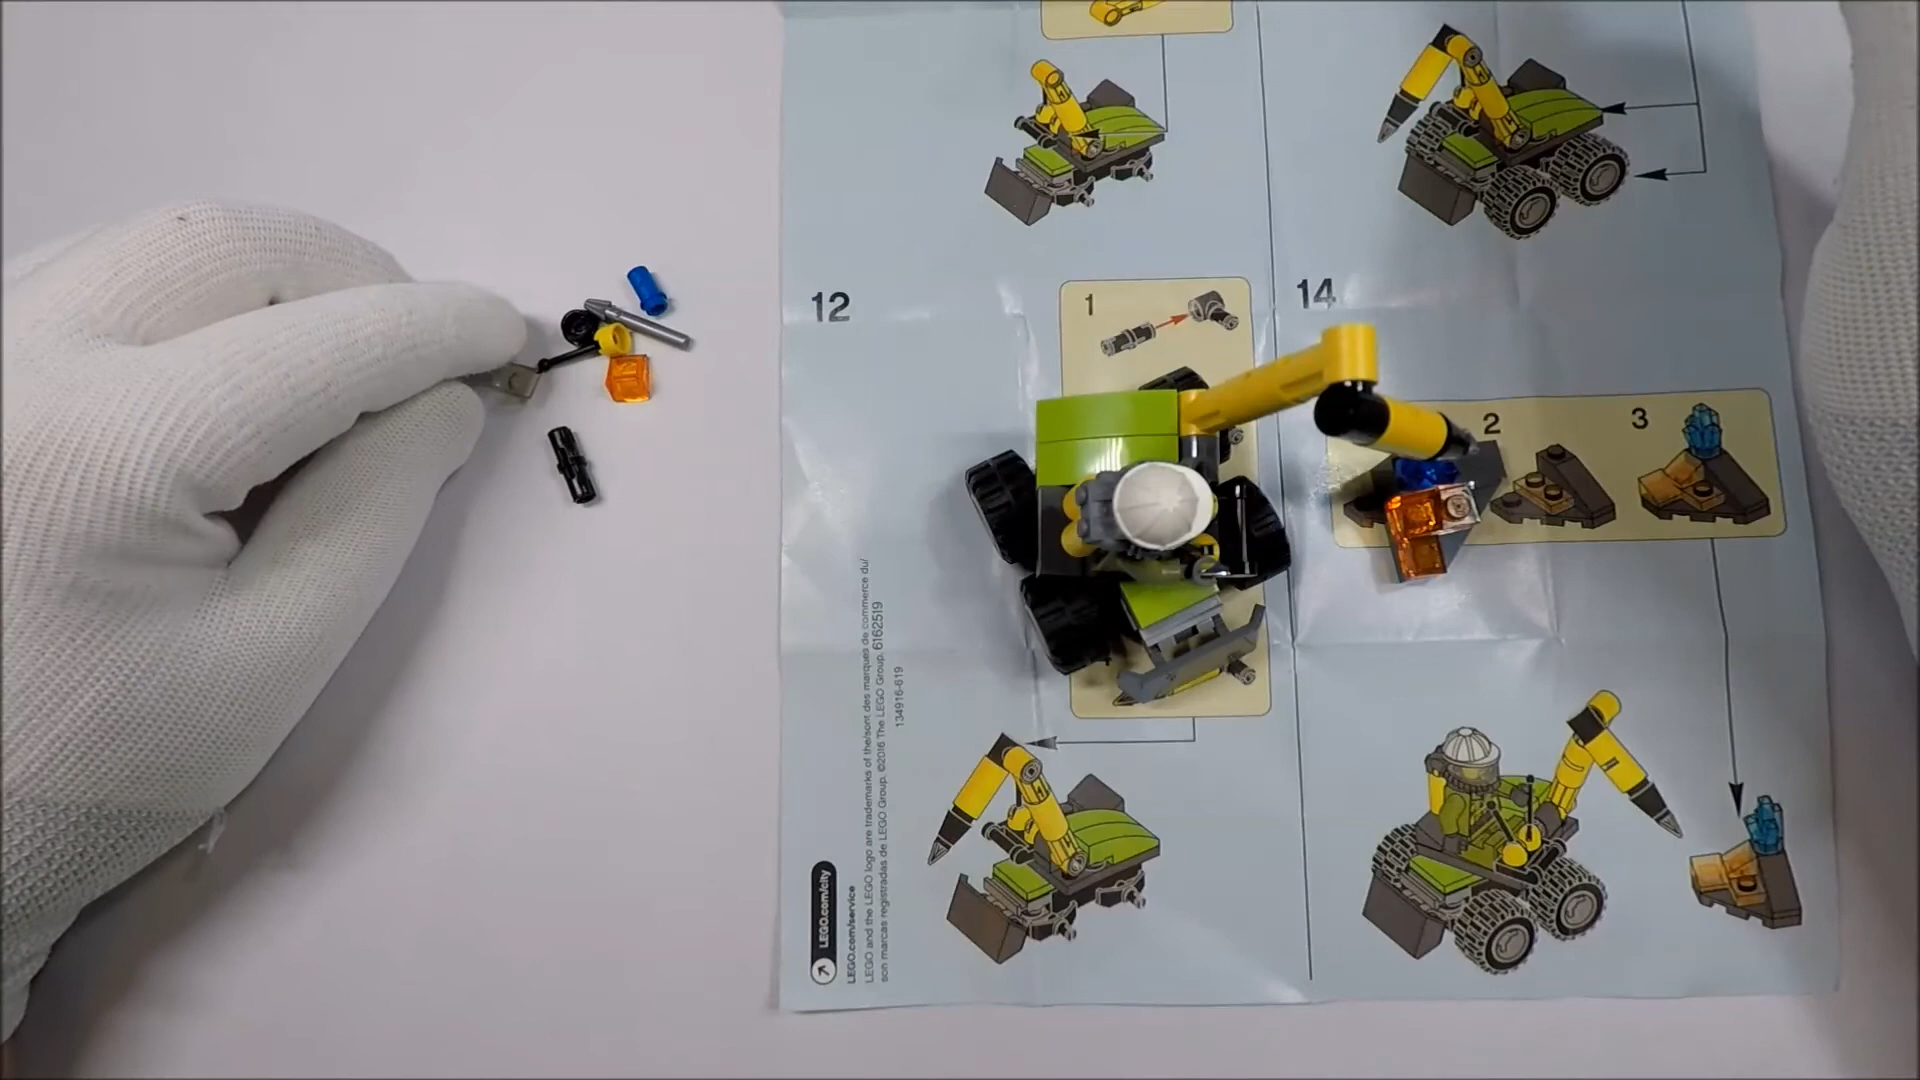 12
1
14
2
3
LEGO.com/city
LEGO.com/service
LEGO and the LEGO logo are trademarks of the/sont des marques de commerce du/
son marcas registradas de LEGO Group. ©2016 The LEGO Group. 6162519
134916-619